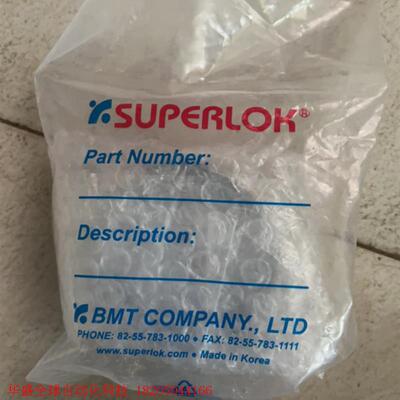 SUPERLOK®
Part Number:
Description:
BMT COMPANY., LTD
PHONE: 82-55-783-1000 ● FAX: 82-55-783-1111
www.superlok.com ● Made in Korea